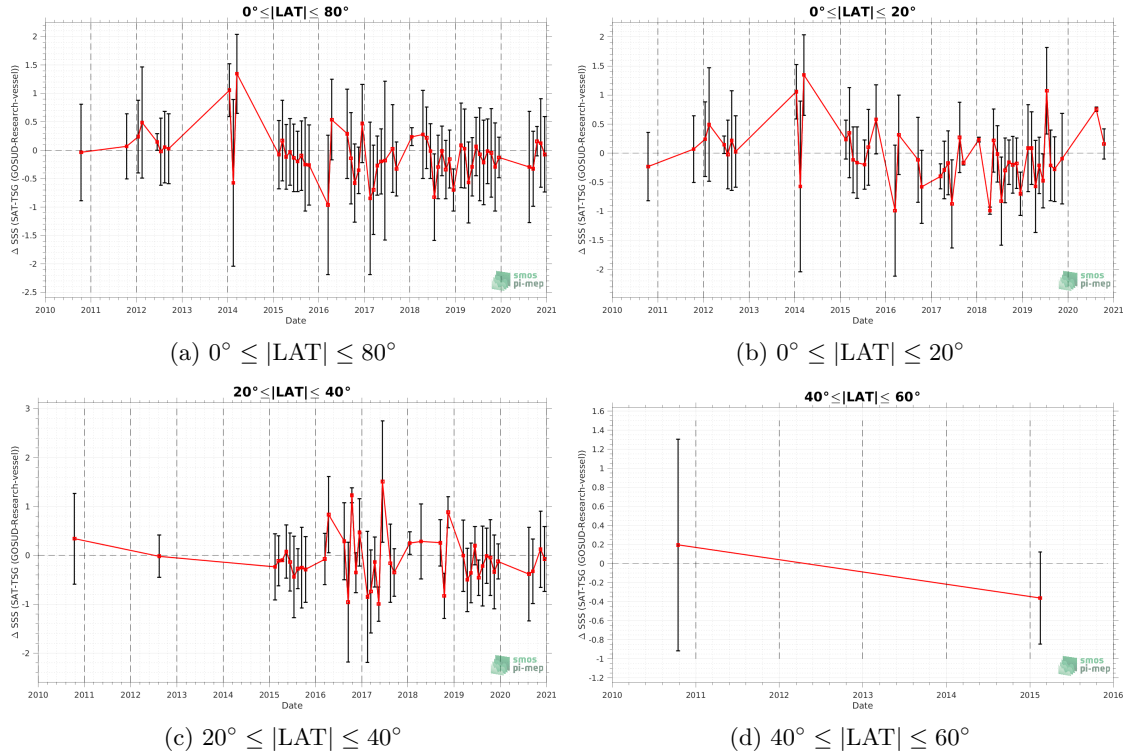 0°≤|LAT|≤ 80°
Δ SSS (SAT-TSG (GOSUD-Research-vessel))
2
1.5
1
0.5
0
-0.5
-1
-1.5
-2
-2.5
2010 2011 2012 2013 2014 2015 2016 2017 2018 2019 2020 2021
Date
smos
pi-mep
(a) 0° ≤ |LAT| ≤ 80°
0°≤|LAT|≤ 20°
Δ SSS (SAT-TSG (GOSUD-Research-vessel))
2
1.5
1
0.5
0
-0.5
-1
-1.5
-2
2010 2011 2012 2013 2014 2015 2016 2017 2018 2019 2020 2021
Date
smos
pi-mep
(b) 0° ≤ |LAT| ≤ 20°
20°≤|LAT|≤ 40°
Δ SSS (SAT-TSG (GOSUD-Research-vessel))
3
2
1
0
-1
-2
2010 2011 2012 2013 2014 2015 2016 2017 2018 2019 2020 2021
Date
smos
pi-mep
(c) 20° ≤ |LAT| ≤ 40°
40°≤|LAT|≤ 60°
Δ SSS (SAT-TSG (GOSUD-Research-vessel))
1.6
1.4
1.2
1
0.8
0.6
0.4
0.2
0
-0.2
-0.4
-0.6
-0.8
-1
-1.2
2010 2011 2012 2013 2014 2015 2016
Date
smos
pi-mep
(d) 40° ≤ |LAT| ≤ 60°